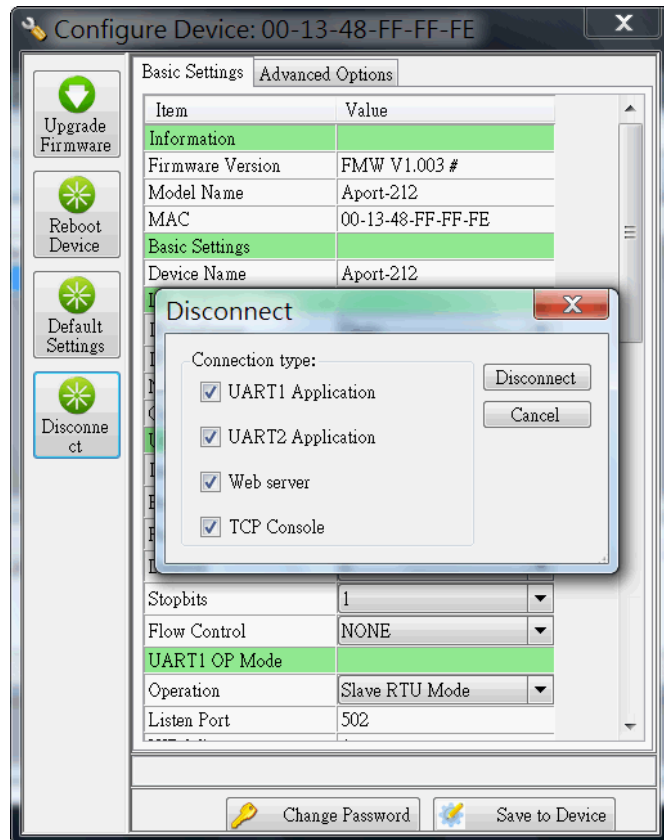 Configure Device: 00-13-48-FF-FF-FE
Upgrade
Firmware
Reboot
Device
Default
Settings
Disconne
ct
Basic Settings
Advanced Options
Item Value
Information
Firmware Version FMW V1.003 #
Model Name Aport-212
MAC 00-13-48-FF-FF-FE
Basic Settings
Device Name Aport-212
Disconnect
Connection type:
UART1 Application
UART2 Application
Web server
TCP Console
Disconnect
Cancel
Stopbits 1
Flow Control NONE
UART1 OP Mode
Operation Slave RTU Mode
Listen Port 502
Change Password
Save to Device